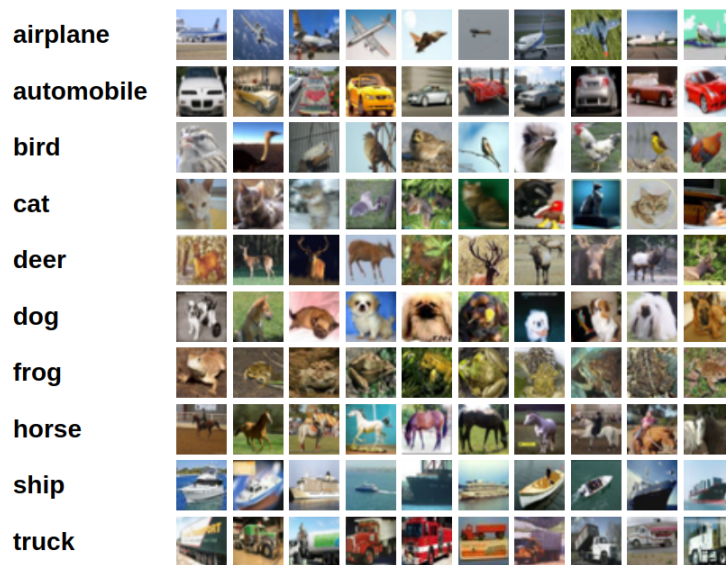 airplane
automobile
bird
cat
deer
dog
frog
horse
ship
truck